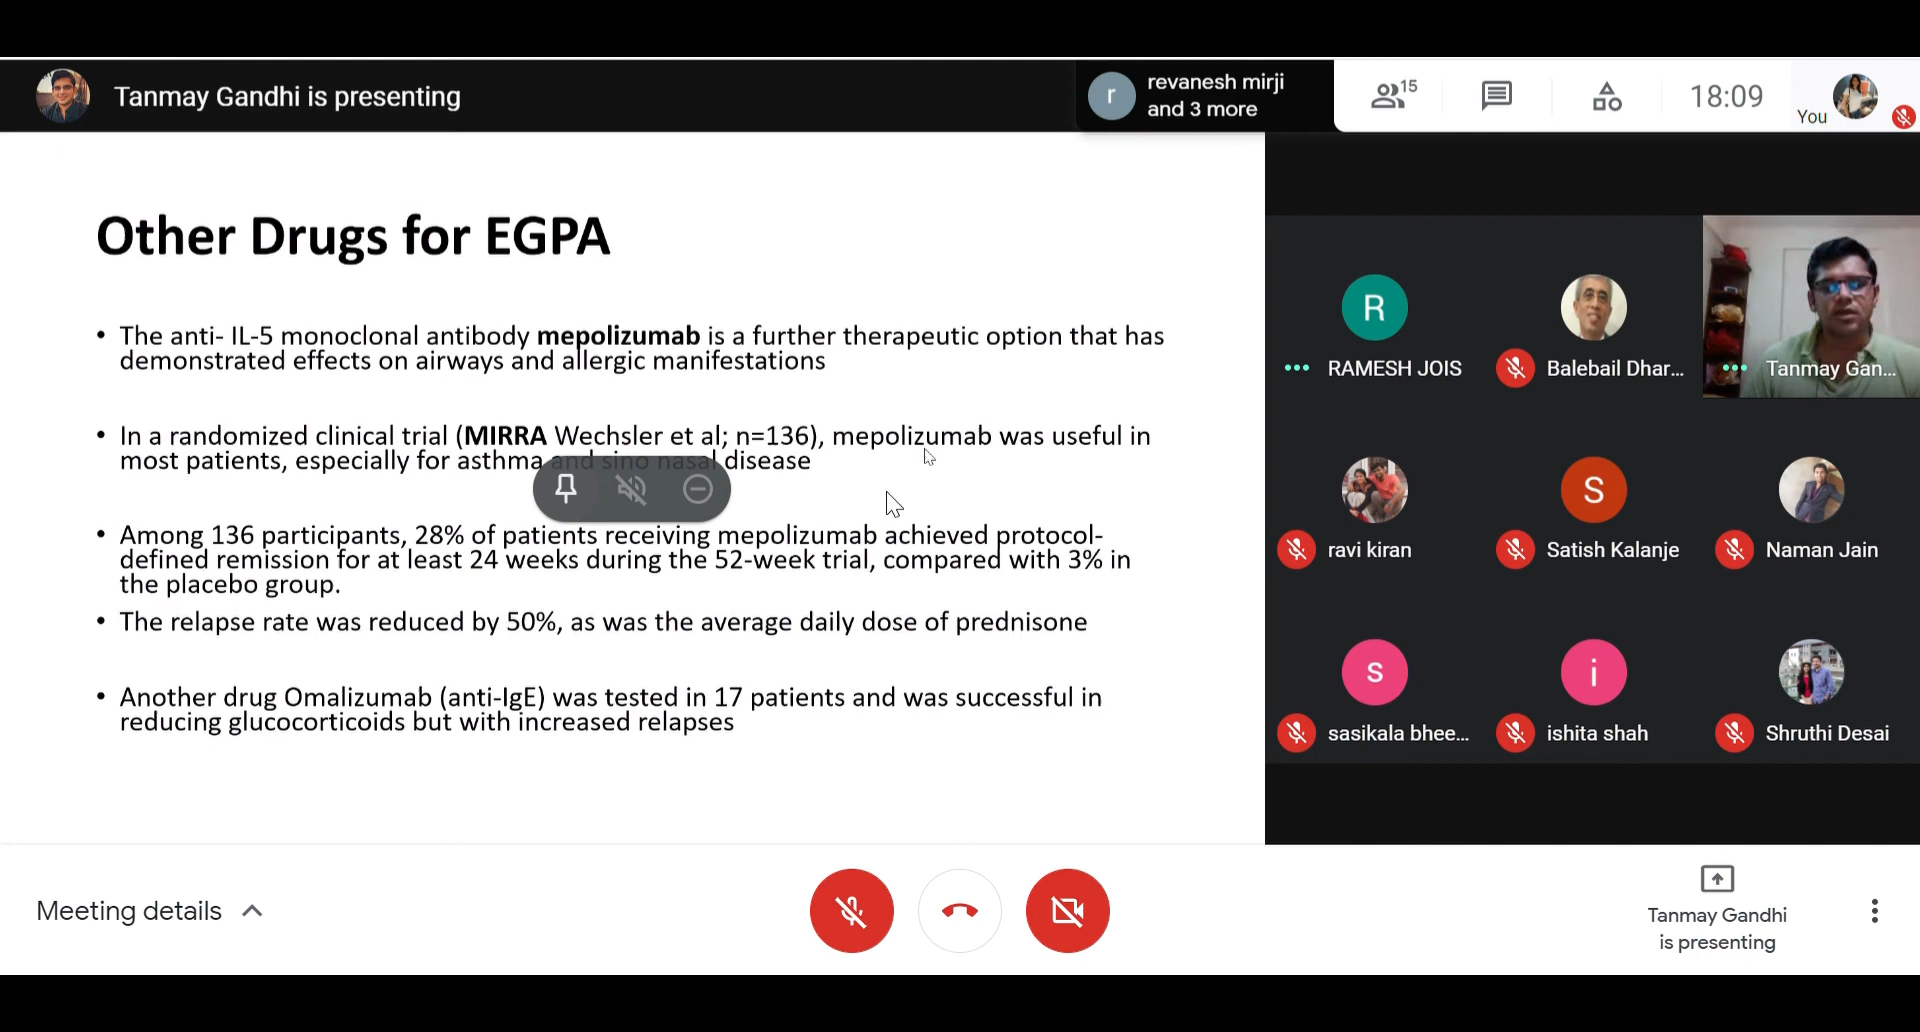 Tanmay Gandhi is presenting
r
revanesh mirji
and 3 more
15
18:09
You
Other Drugs for EGPA
• The anti- IL-5 monoclonal antibody mepolizumab is a further therapeutic option that has
demonstrated effects on airways and allergic manifestations
• In a randomized clinical trial (MIRRA Wechsler et al; n=136), mepolizumab was useful in
most patients, especially for asthma and sino nasal disease
• Among 136 participants, 28% of patients receiving mepolizumab achieved protocol-
defined remission for at least 24 weeks during the 52-week trial, compared with 3% in
the placebo group.
• The relapse rate was reduced by 50%, as was the average daily dose of prednisone
• Another drug Omalizumab (anti-IgE) was tested in 17 patients and was successful in
reducing glucocorticoids but with increased relapses
R
RAMESH JOIS
Balebail Dhar...
Tanmay Gan...
ravi kiran
S
Satish Kalanje
Naman Jain
s
sasikala bhee...
i
ishita shah
Shruthi Desai
Meeting details
Tanmay Gandhi
is presenting